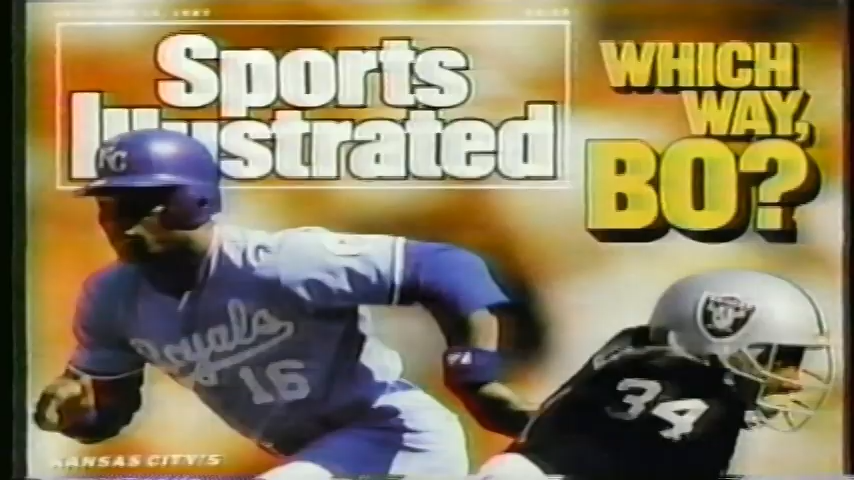 Sports
Illustrated
WHICH
WAY,
BO?
KC
Royals
16
34
KANSAS CITY'S